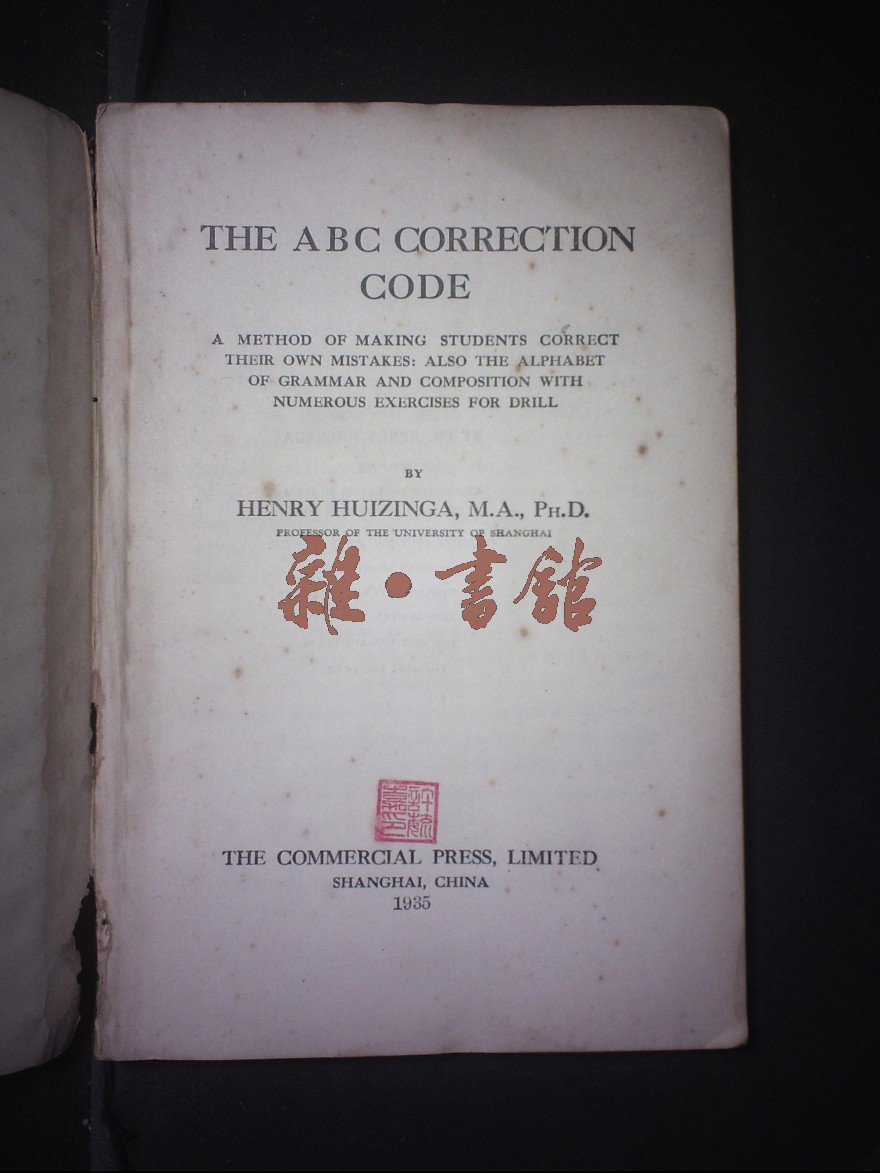 THE ABC CORRECTION
CODE
A METHOD OF MAKING STUDENTS CORRECT
THEIR OWN MISTAKES: ALSO THE ALPHABET
OF GRAMMAR AND COMPOSITION WITH
NUMEROUS EXERCISES FOR DRILL
BY
HENRY HUIZINGA, M.A., PH.D.
PROFESSOR OF THE UNIVERSITY OF SHANGHAI
雜•書館
THE COMMERCIAL PRESS, LIMITED
SHANGHAI, CHINA
1935